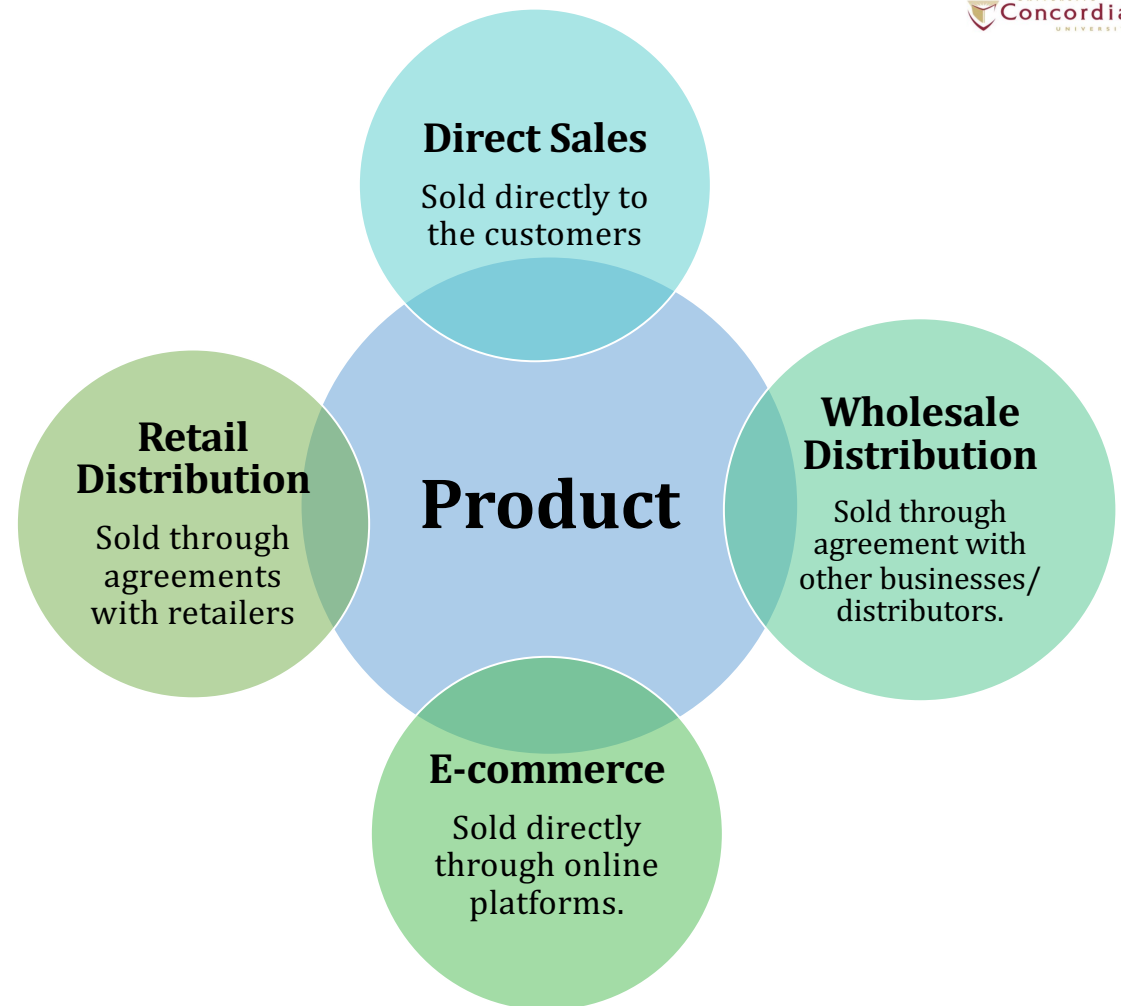 Concordia
Direct Sales
Sold directly to
the customers
Retail
Distribution
Sold through
agreements
with retailers
Product
Wholesale
Distribution
Sold through
agreement with
other businesses/
distributors.
E-commerce
Sold directly
through online
platforms.